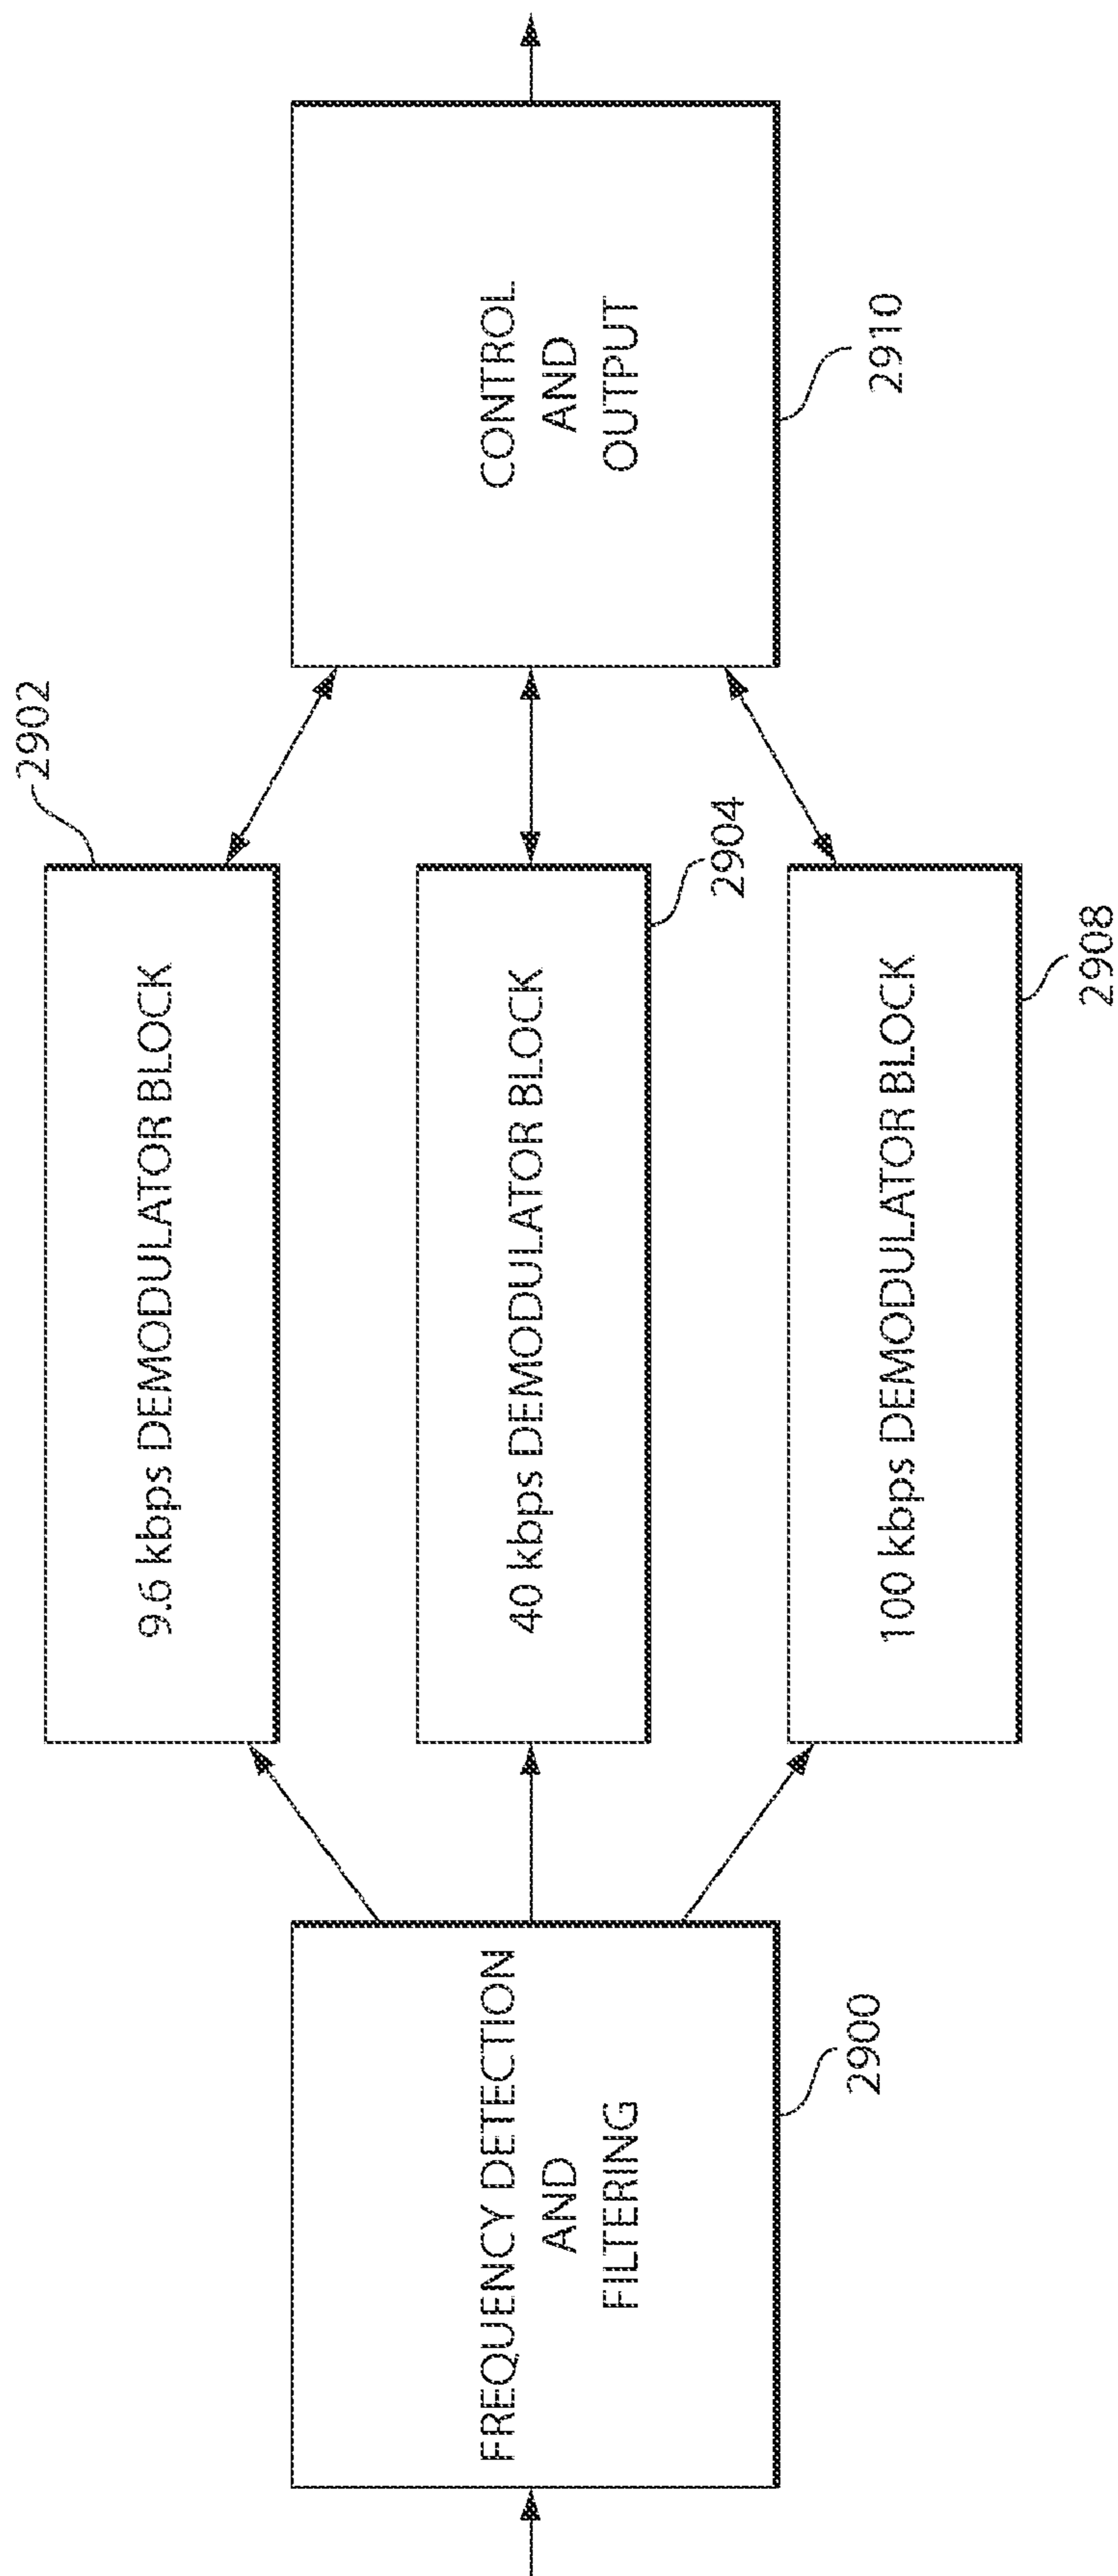 FREQUENCY DETECTION
AND
FILTERING
2900
9.6 kbps DEMODULATOR BLOCK
2902
40 kbps DEMODULATOR BLOCK
2904
100 kbps DEMODULATOR BLOCK
2908
CONTROL
AND
OUTPUT
2910